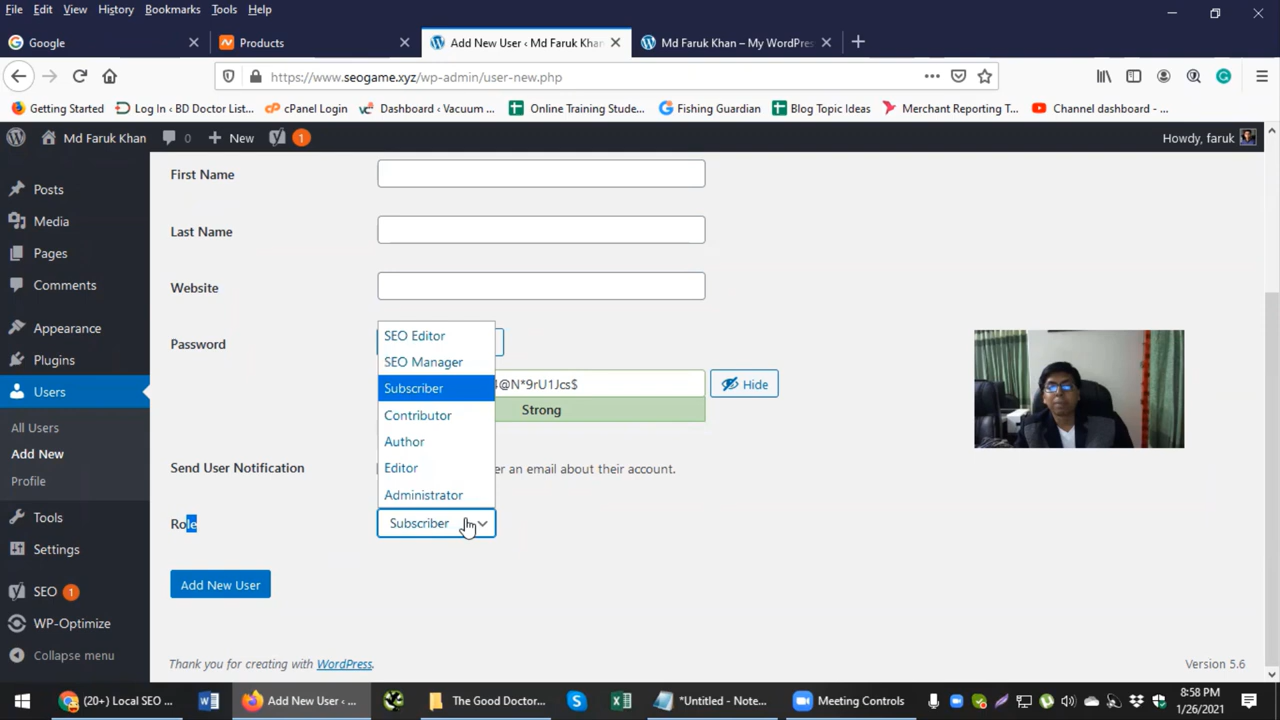 File Edit View History Bookmarks Tools Help
Google
Products
Add New User ‹ Md Faruk Khan
Md Faruk Khan – My WordPres
https://www.seogame.xyz/wp-admin/user-new.php
Getting Started
Log In ‹ BD Doctor List...
cPanel Login
Dashboard ‹ Vacuum ...
Online Training Stude...
Fishing Guardian
Blog Topic Ideas
Merchant Reporting T...
Channel dashboard - ...
Md Faruk Khan
0
New
1
Howdy, faruk
Posts
Media
Pages
Comments
Appearance
Plugins
Users
All Users
Add New
Profile
Tools
Settings
SEO 1
WP-Optimize
Collapse menu
First Name
Last Name
Website
Password
@N*9rU1Jcs$
Hide
Strong
Send User Notification
er an email about their account.
Role
SEO Editor
SEO Manager
Subscriber
Contributor
Author
Editor
Administrator
Subscriber
Add New User
Thank you for creating with WordPress.
Version 5.6
(20+) Local SEO ...
Add New User ‹ ...
The Good Doctor...
*Untitled - Note...
Meeting Controls
8:58 PM
1/26/2021